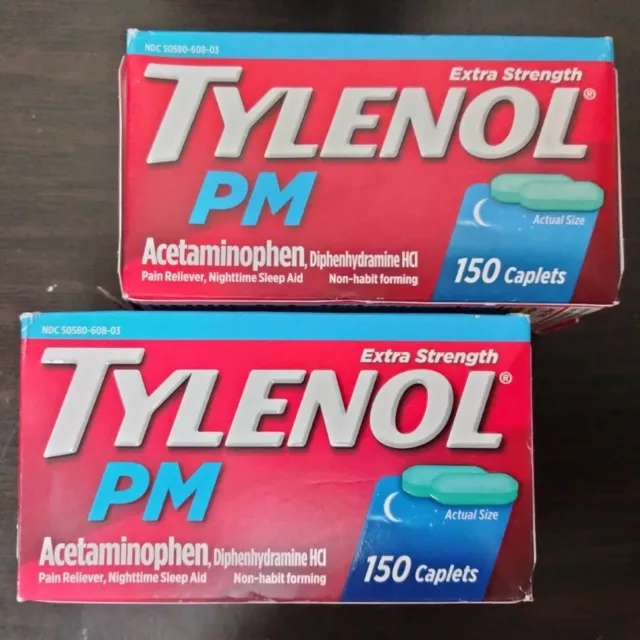 NDC 50580-608-03
Extra Strength
TYLENOL®
PM
Actual Size
Acetaminophen, Diphenhydramine HCl
Pain Reliever, Nighttime Sleep Aid Non-habit forming
150 Caplets
NDC 50580-608-03
Extra Strength
TYLENOL®
PM
Actual Size
Acetaminophen, Diphenhydramine HCl
Pain Reliever, Nighttime Sleep Aid Non-habit forming
150 Caplets